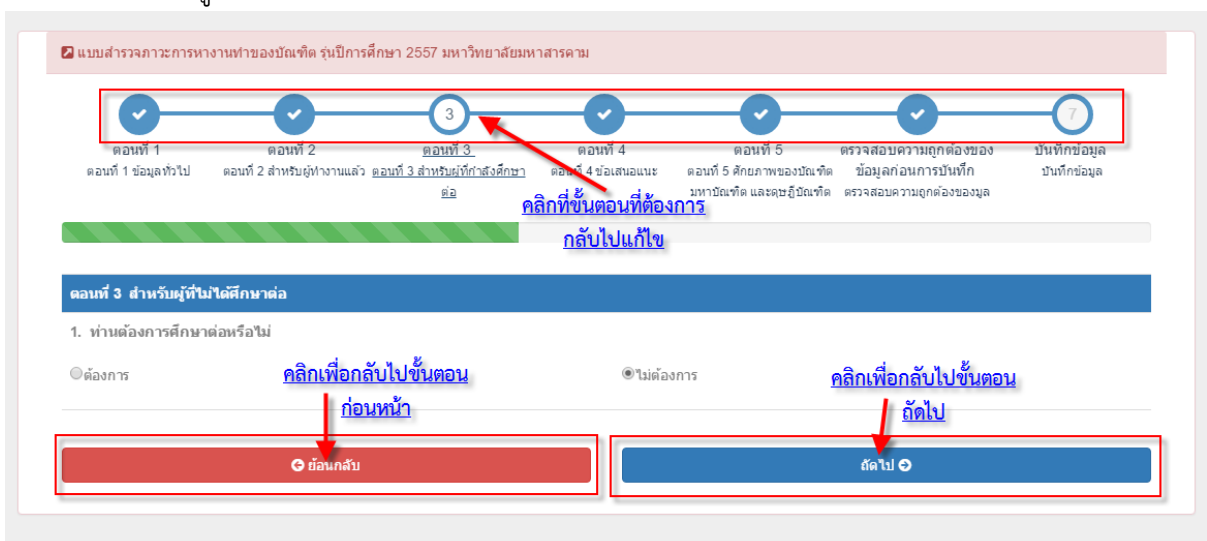 แบบสำรวจภาวะการหางานทำของบัณฑิต รุ่นปีการศึกษา 2557 มหาวิทยาลัยมหาสารคาม
3
7
ตอนที่ 1
ตอนที่ 1 ข้อมูลทั่วไป
ตอนที่ 2
ตอนที่ 2 สำหรับผู้ทำงานแล้ว
ตอนที่ 3
ตอนที่ 3 สำหรับผู้ที่กำลังศึกษา
ต่อ
ตอนที่ 4
ตอนที่ 4 ข้อเสนอแนะ
ตอนที่ 5
ตอนที่ 5 ศักยภาพของบัณฑิต
มหาบัณฑิต และดุษฎีบัณฑิต
ตรวจสอบความถูกต้องของ
ข้อมูลก่อนการบันทึก
ตรวจสอบความถูกต้องของมูล
บันทึกข้อมูล
บันทึกข้อมูล
คลิกที่ขั้นตอนที่ต้องการ
กลับไปแก้ไข
ตอนที่ 3 สำหรับผู้ที่ไม่ได้ศึกษาต่อ
1. ท่านต้องการศึกษาต่อหรือไม่
ต้องการ
ไม่ต้องการ
คลิกเพื่อกลับไปขั้นตอน
ก่อนหน้า
คลิกเพื่อกลับไปขั้นตอน
ถัดไป
ย้อนกลับ
ถัดไป